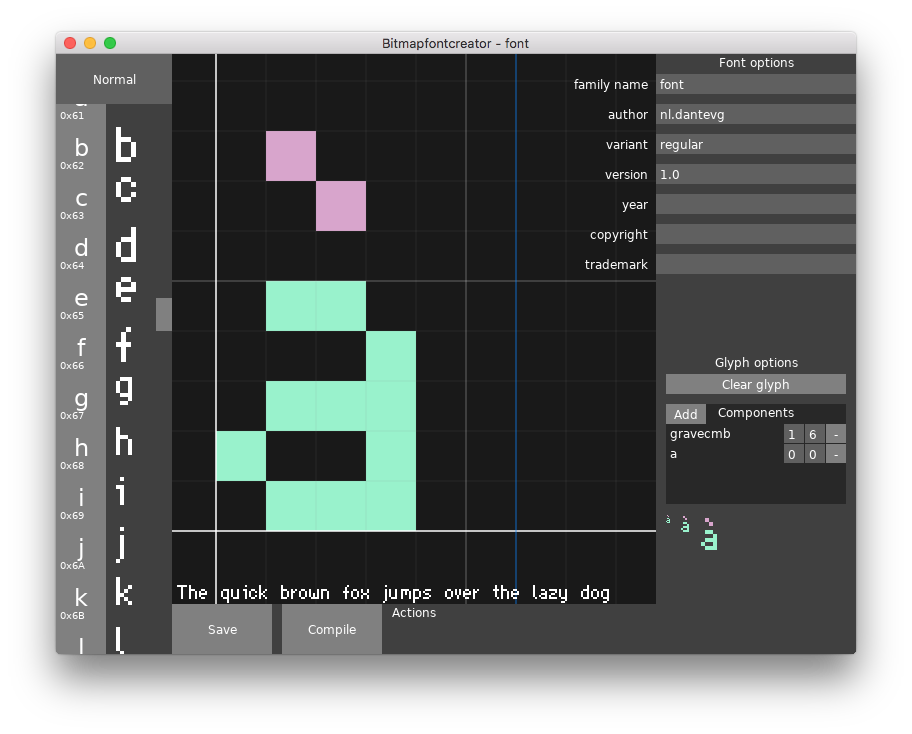 Bitmapfontcreator - font
Normal
0x61
b b
0x62
c c
0x63
d d
0x64
e e
0x65
f f
0x66
g g
0x67
h h
0x68
i i
0x69
j j
0x6A
k k
0x6B
l l
The quick brown fox jumps over the lazy dog
Save
Compile
Actions
Font options
family name font
author nl.dantevg
variant regular
version 1.0
year
copyright
trademark
Glyph options
Clear glyph
Add Components
gravecmb 1 6 -
a 0 0 -
à à à